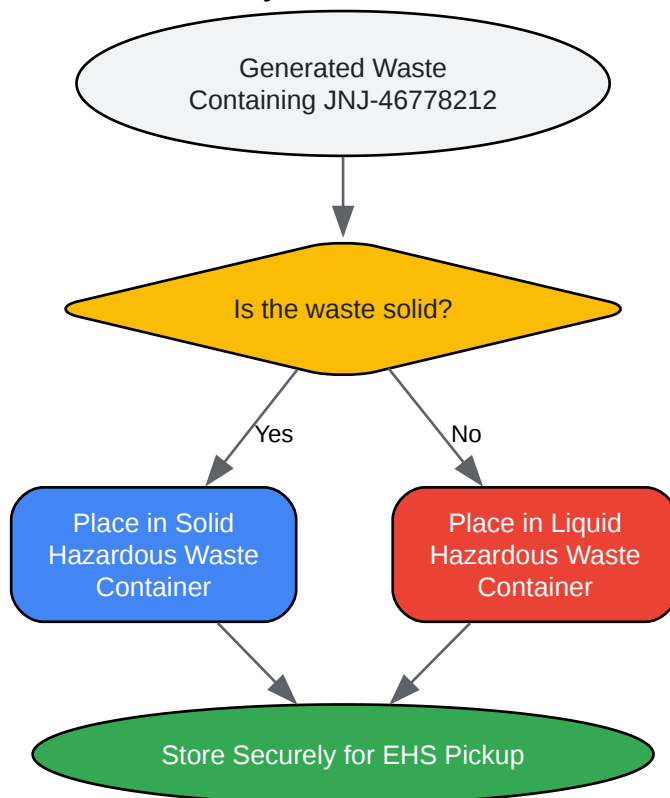 Generated Waste
Containing JNJ-46778212
Is the waste solid?
Yes
No
Place in Solid
Hazardous Waste
Container
Place in Liquid
Hazardous Waste
Container
Store Securely for EHS Pickup